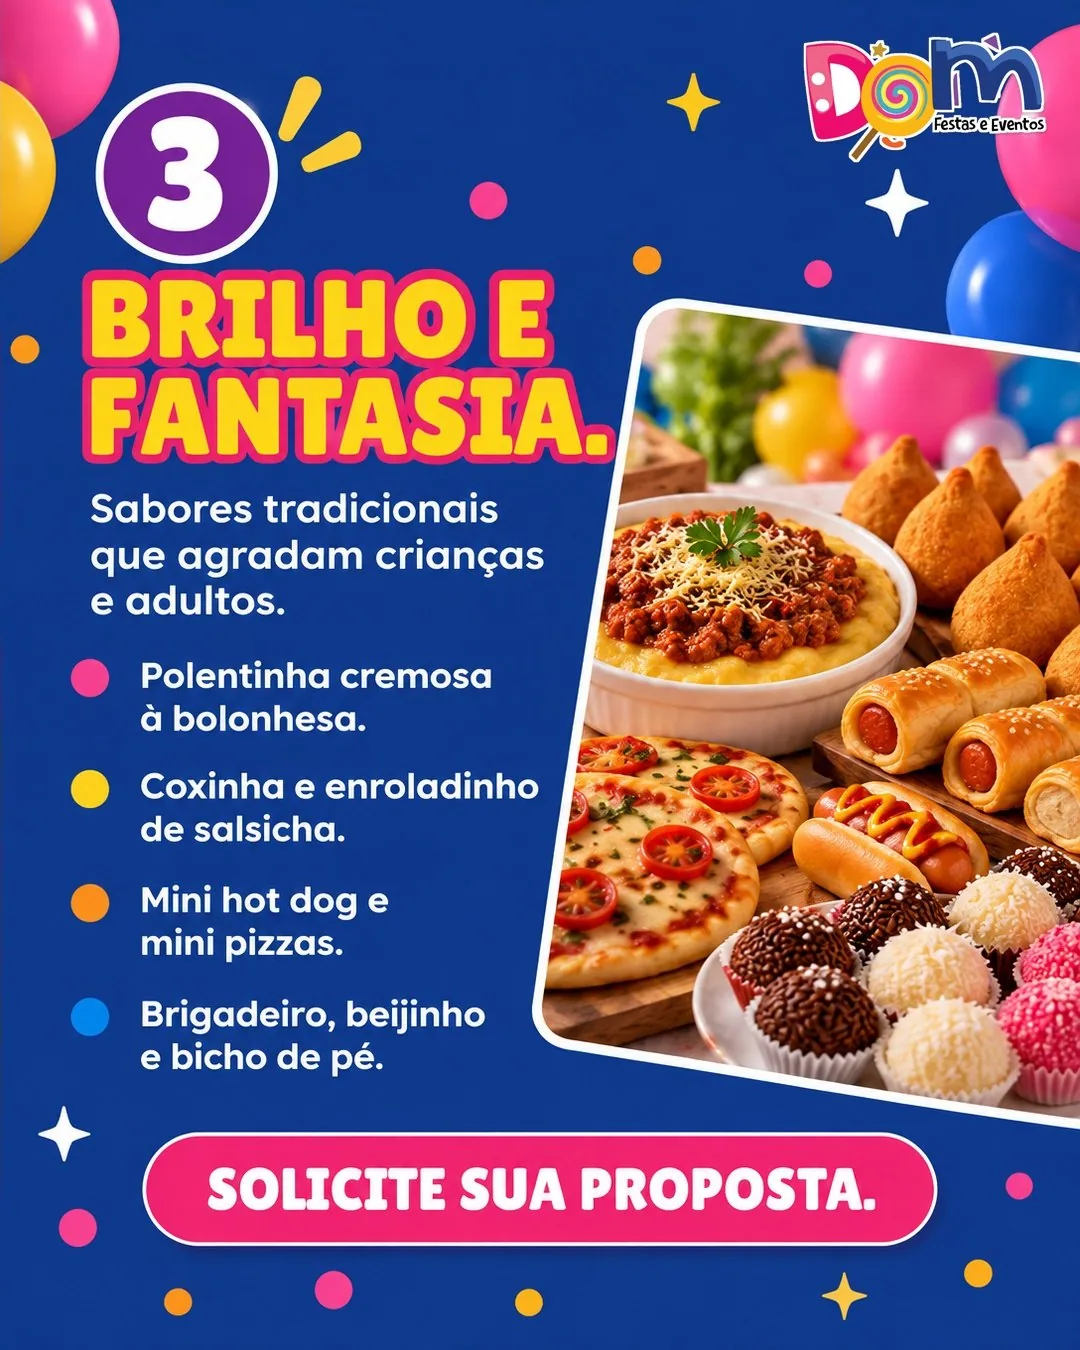 Dom
Festas e Eventos
3
BRILHO E
FANTASIA.
Sabores tradicionais
que agradam crianças
e adultos.
Polentinha cremosa
à bolonhesa.
Coxinha e enroladinho
de salsicha.
Mini hot dog e
mini pizzas.
Brigadeiro, beijinho
e bicho de pé.
SOLICITE SUA PROPOSTA.